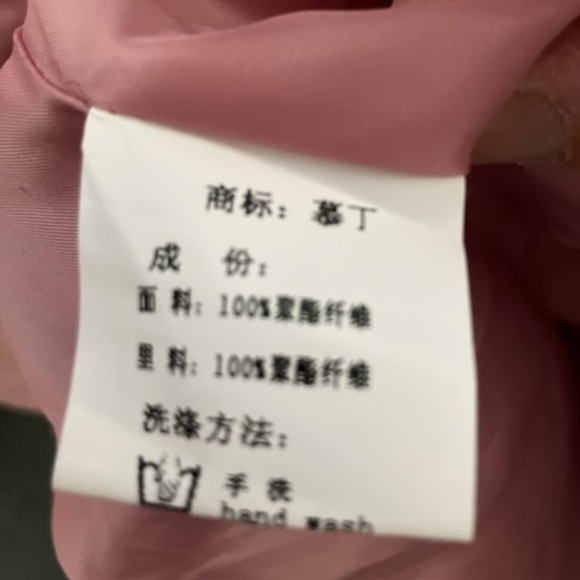 商标：慕丁
成 份：
面 料：100%聚酯纤维
里 料：100%聚酯纤维
洗涤方法：
手 洗
hand wash